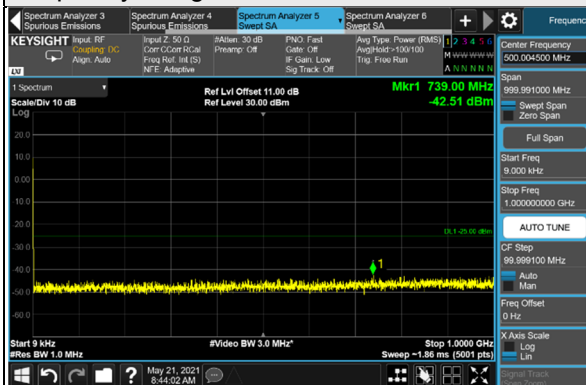 Spectrum Analyzer 3
Spurious Emissions
Spectrum Analyzer 4
Spurious Emissions
Spectrum Analyzer 5
Swept SA
Spectrum Analyzer 6
Swept SA
Frequency
KEYSIGHT
Input: RF
Coupling: DC
Align: Auto
Input Z: 50 Ω
Corr CCorr RCal
Freq Ref: Int (S)
NFE: Adaptive
#Atten: 30 dB
Preamp: Off
PNO: Fast
Gate: Off
IF Gain: Low
Sig Track: Off
Avg Type: Power (RMS)
Avg|Hold:>100/100
Trig: Free Run
1 2 3 4 5 6
M W W W W W
A N N N N N
LXI
1 Spectrum
Scale/Div 10 dB
Log
Ref Lvl Offset 11.00 dB
Ref Level 30.00 dBm
Mkr1 739.00 MHz
-42.51 dBm
20.0
10.0
0.00
-10.0
-20.0
-30.0
-40.0
-50.0
-60.0
DL1 -25.00 dBm
1
Start 9 kHz
#Res BW 1.0 MHz
#Video BW 3.0 MHz*
Stop 1.0000 GHz
Sweep ~1.86 ms (5001 pts)
May 21, 2021
8:44:02 AM
Center Frequency
500.004500 MHz
Span
999.991000 MHz
Swept Span
Zero Span
Full Span
Start Freq
9.000 kHz
Stop Freq
1.000000000 GHz
AUTO TUNE
CF Step
99.999100 MHz
Auto
Man
Freq Offset
0 Hz
X Axis Scale
Log
Lin
Signal Track